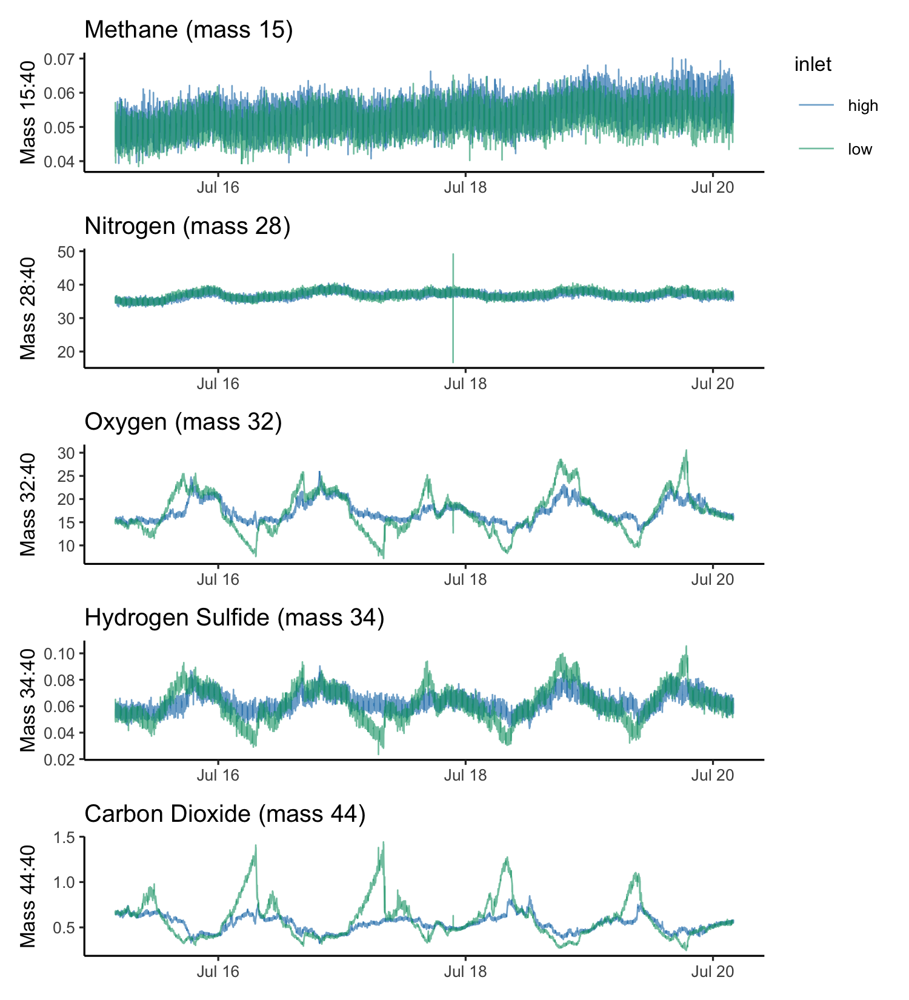 Methane (mass 15)
Mass 15:40
0.07
0.06
0.05
0.04
Jul 16 Jul 18 Jul 20
inlet
high
low
Nitrogen (mass 28)
Mass 28:40
50
40
30
20
Jul 16 Jul 18 Jul 20
Oxygen (mass 32)
Mass 32:40
30
25
20
15
10
Jul 16 Jul 18 Jul 20
Hydrogen Sulfide (mass 34)
Mass 34:40
0.10
0.08
0.06
0.04
0.02
Jul 16 Jul 18 Jul 20
Carbon Dioxide (mass 44)
Mass 44:40
1.5
1.0
0.5
Jul 16 Jul 18 Jul 20